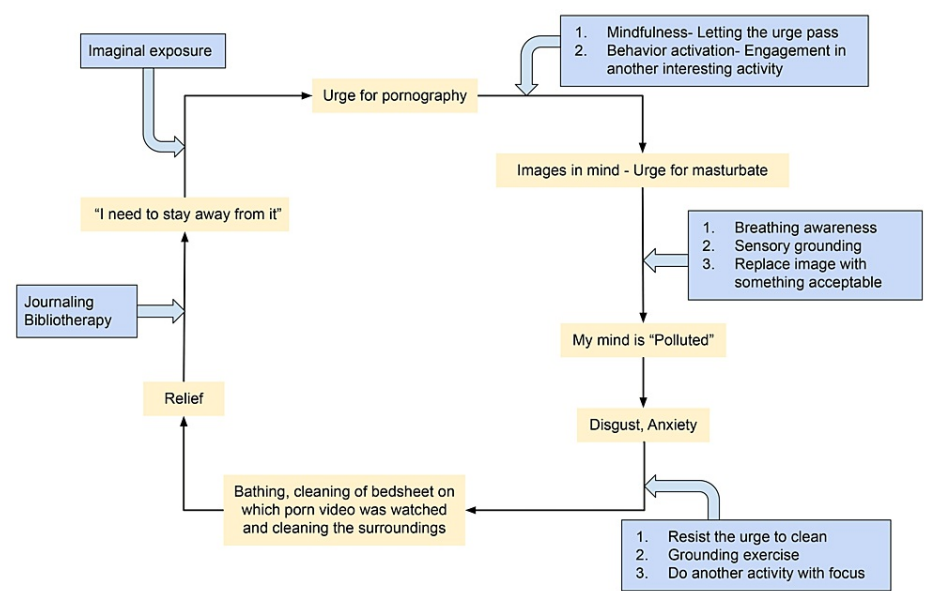 Imaginal exposure
1. Mindfulness- Letting the urge pass
2. Behavior activation- Engagement in
another interesting activity
Urge for pornography
Images in mind - Urge for masturbate
“I need to stay away from it”
1. Breathing awareness
2. Sensory grounding
3. Replace image with
something acceptable
Journaling
Bibliotherapy
My mind is “Polluted”
Relief
Disgust, Anxiety
Bathing, cleaning of bedsheet on
which porn video was watched
and cleaning the surroundings
1. Resist the urge to clean
2. Grounding exercise
3. Do another activity with focus